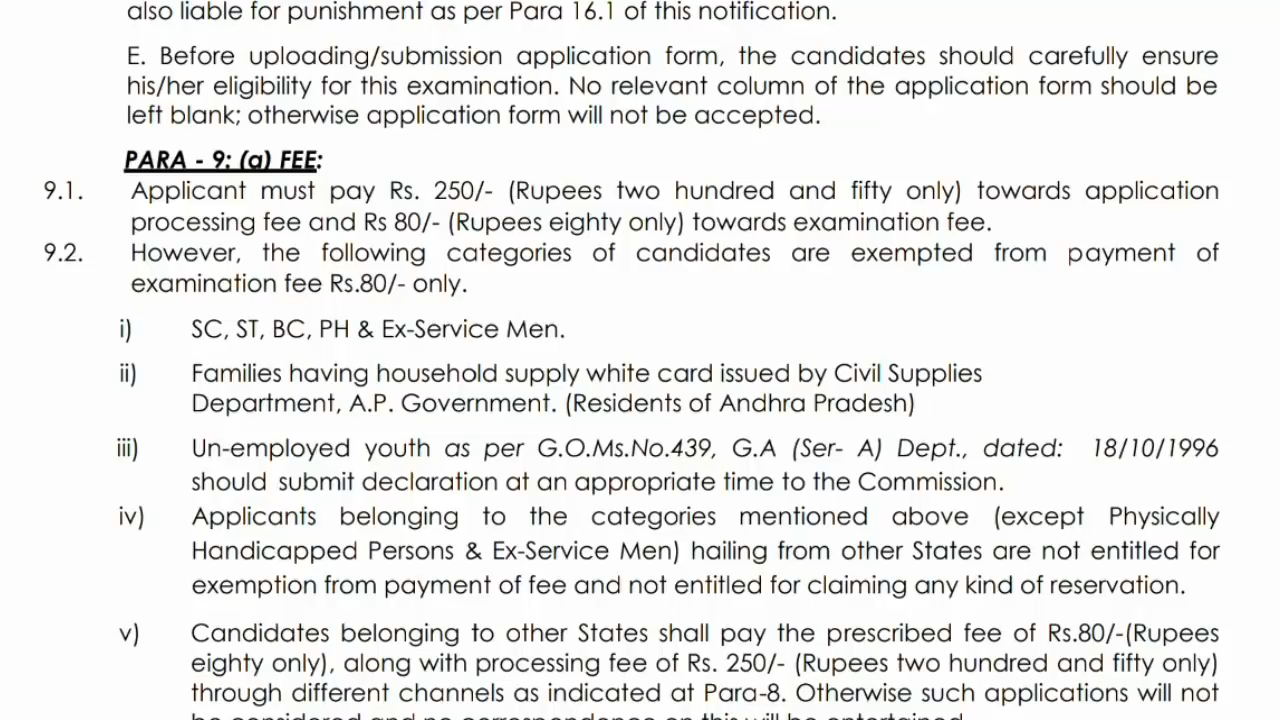 also liable for punishment as per Para 16.1 of this notification.
E. Before uploading/submission application form, the candidates should carefully ensure
his/her eligibility for this examination. No relevant column of the application form should be
left blank; otherwise application form will not be accepted.
PARA - 9: (a) FEE:
9.1. Applicant must pay Rs. 250/- (Rupees two hundred and fifty only) towards application
processing fee and Rs 80/- (Rupees eighty only) towards examination fee.
9.2. However, the following categories of candidates are exempted from payment of
examination fee Rs.80/- only.
i) SC, ST, BC, PH & Ex-Service Men.
ii) Families having household supply white card issued by Civil Supplies
Department, A.P. Government. (Residents of Andhra Pradesh)
iii) Un-employed youth as per G.O.Ms.No.439, G.A (Ser- A) Dept., dated: 18/10/1996
should submit declaration at an appropriate time to the Commission.
iv) Applicants belonging to the categories mentioned above (except Physically
Handicapped Persons & Ex-Service Men) hailing from other States are not entitled for
exemption from payment of fee and not entitled for claiming any kind of reservation.
v) Candidates belonging to other States shall pay the prescribed fee of Rs.80/-(Rupees
eighty only), along with processing fee of Rs. 250/- (Rupees two hundred and fifty only)
through different channels as indicated at Para-8. Otherwise such applications will not
be considered and no correspondence on this will be entertained.